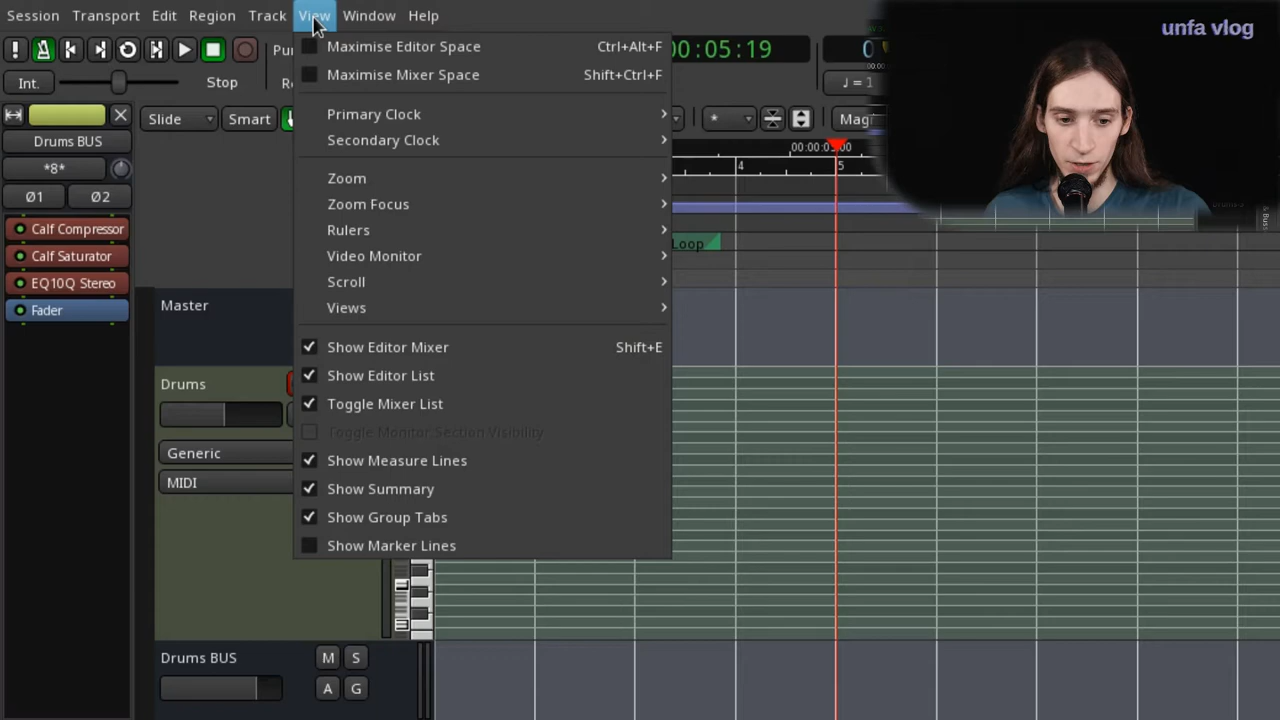 Session Transport Edit Region Track View Window Help
unfa vlog
Maximise Editor Space Ctrl+Alt+F
Maximise Mixer Space Shift+Ctrl+F
Primary Clock
Secondary Clock
Zoom
Zoom Focus
Rulers
Video Monitor
Scroll
Views
Show Editor Mixer Shift+E
Show Editor List
Toggle Mixer List
Toggle Monitor Section Visibility
Show Measure Lines
Show Summary
Show Group Tabs
Show Marker Lines
Int.
Stop
00:05:19
Slide
Smart
*
Drums BUS
*8*
Ø1 Ø2
Calf Compressor
Calf Saturator
EQ10Q Stereo
Fader
4
5
Loop
Master
Drums
Generic
MIDI
Drums BUS
M S
A G